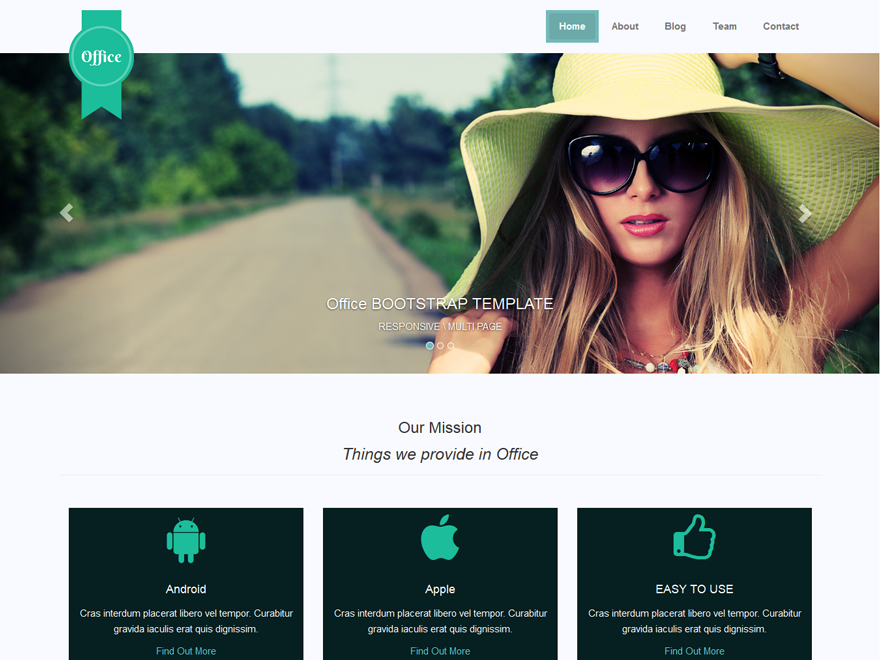 Office
Home About Blog Team Contact
Office BOOTSTRAP TEMPLATE
RESPONSIVE \ MULTI PAGE
Our Mission
Things we provide in Office
Android
Cras interdum placerat libero vel tempor. Curabitur
gravida iaculis erat quis dignissim.
Find Out More
Apple
Cras interdum placerat libero vel tempor. Curabitur
gravida iaculis erat quis dignissim.
Find Out More
EASY TO USE
Cras interdum placerat libero vel tempor. Curabitur
gravida iaculis erat quis dignissim.
Find Out More